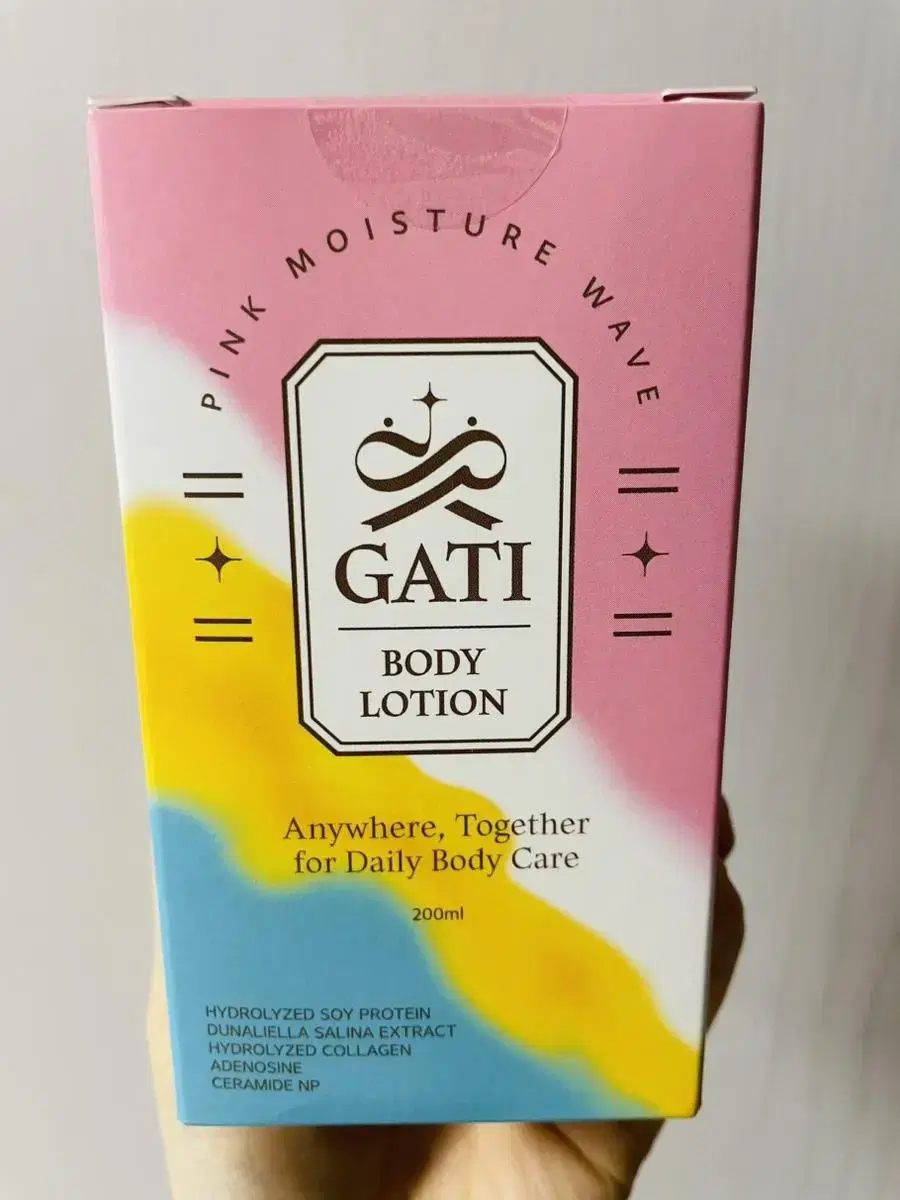 PINK MOISTURE WAVE
GATI
BODY
LOTION
Anywhere, Together
for Daily Body Care
200ml
HYDROLYZED SOY PROTEIN
DUNALIELLA SALINA EXTRACT
HYDROLYZED COLLAGEN
ADENOSINE
CERAMIDE NP